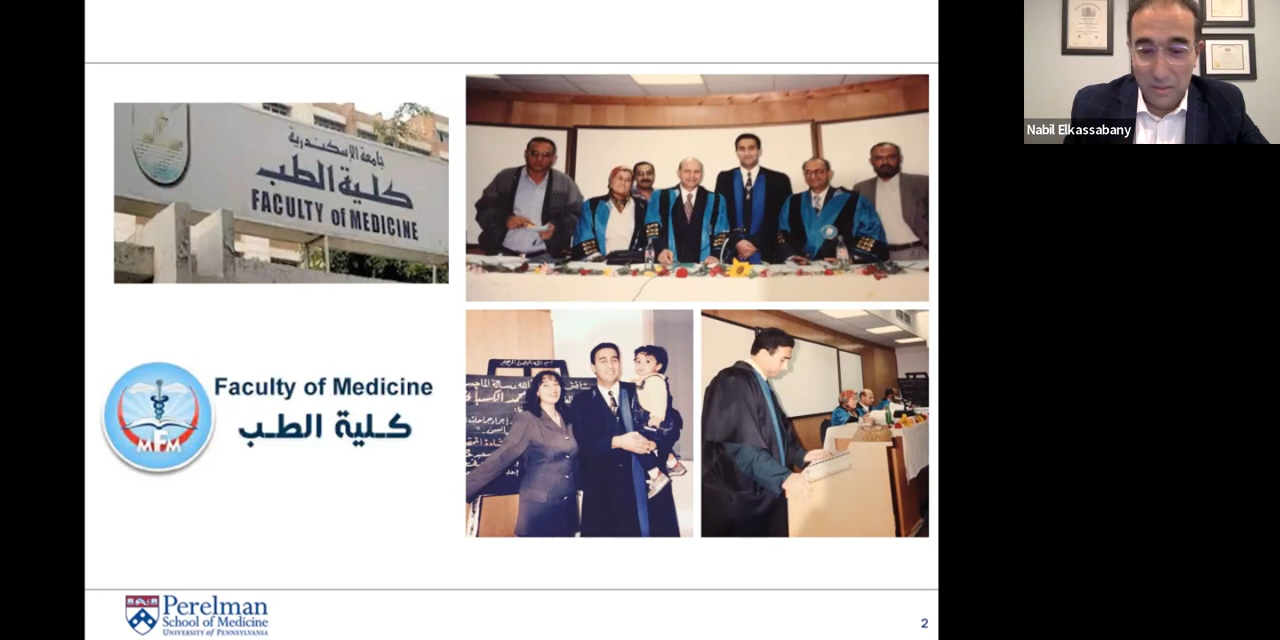 جامعة الإسكندرية
كلية الطب
FACULTY of MEDICINE
Faculty of Medicine
كلية الطب
MFM
Nabil Elkassabany
Perelman
School of Medicine
UNIVERSITY of PENNSYLVANIA
2